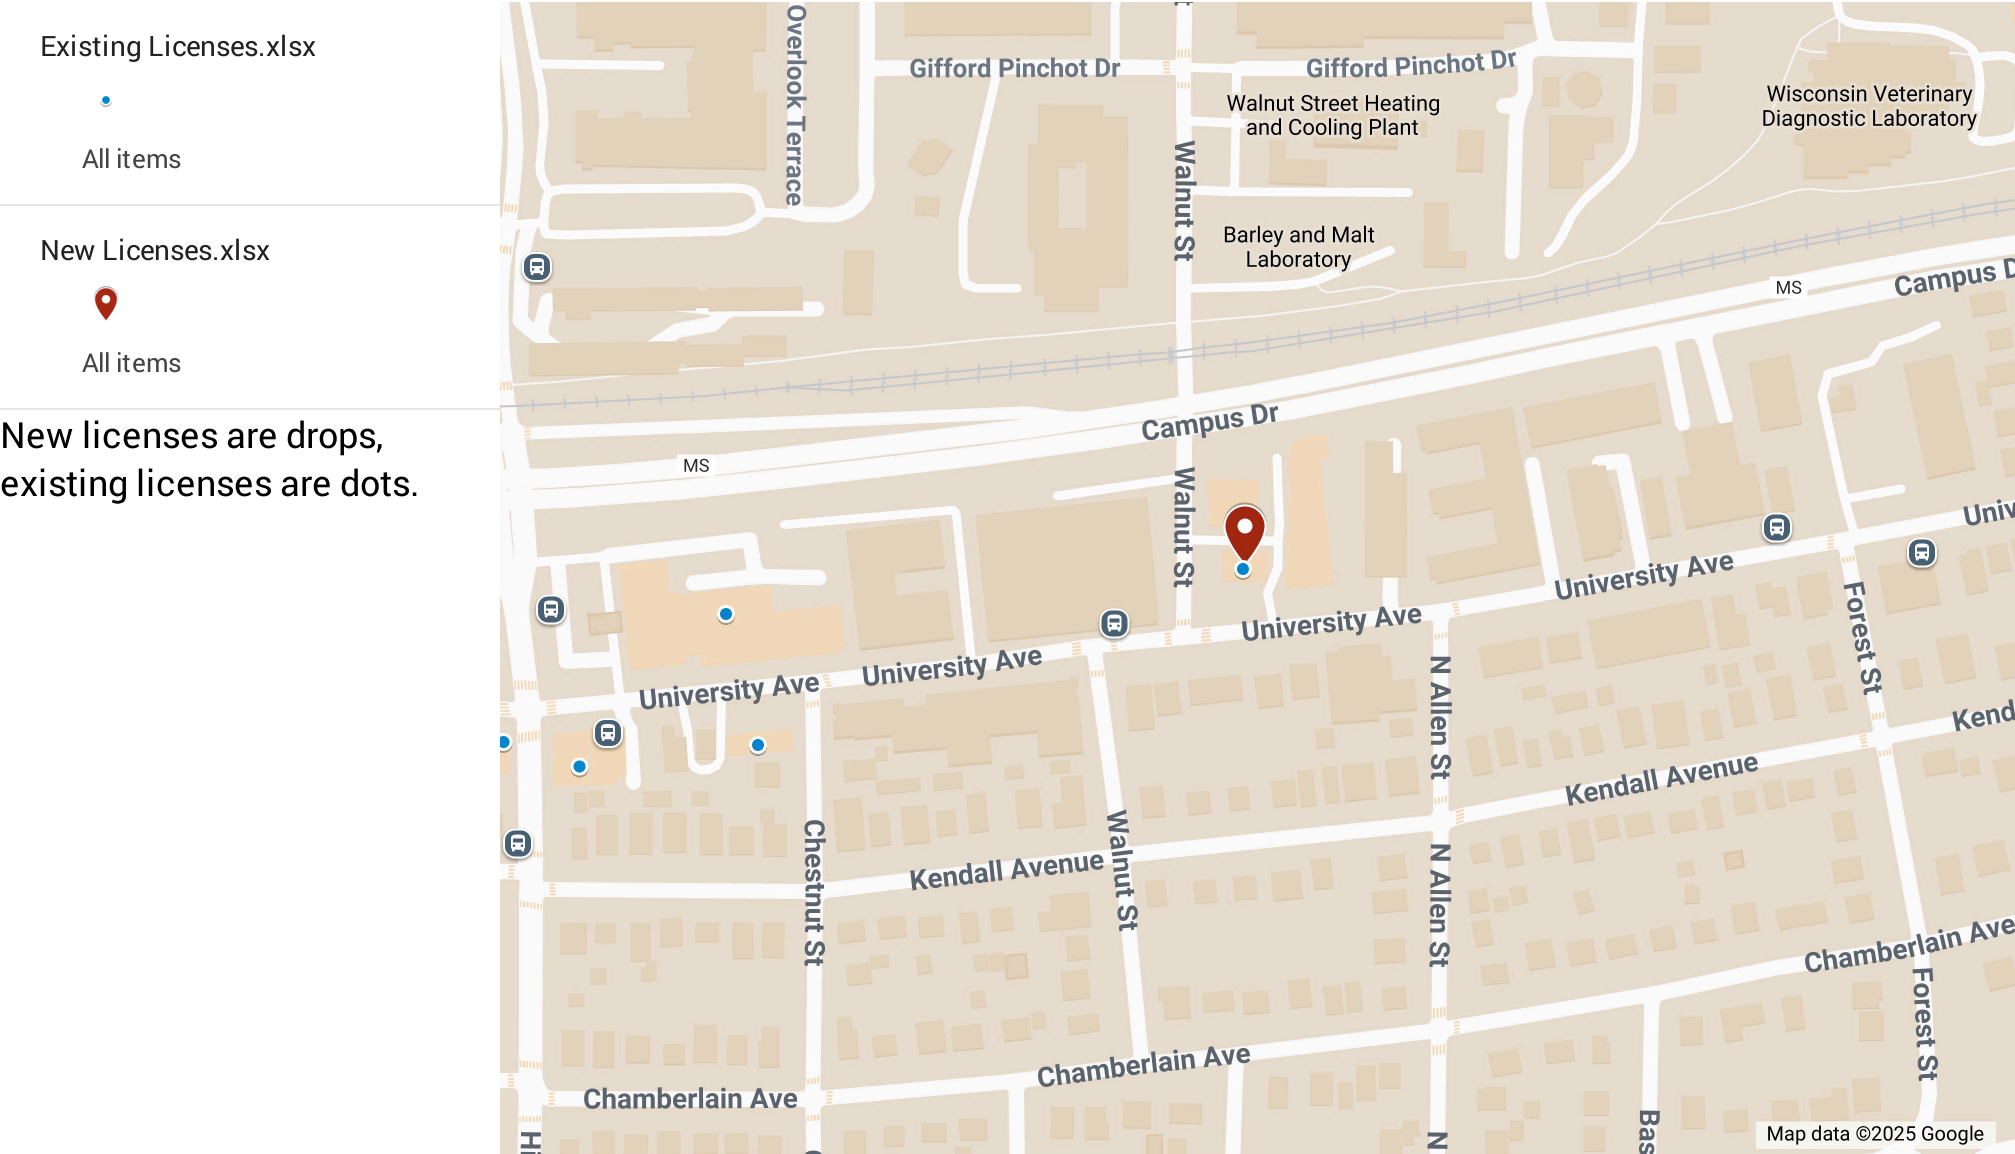 Existing Licenses.xlsx
All items
New Licenses.xlsx
All items
New licenses are drops,
existing licenses are dots.
Overlook Terrace
Gifford Pinchot Dr
Gifford Pinchot Dr
Walnut Street Heating
and Cooling Plant
Wisconsin Veterinary
Diagnostic Laboratory
Walnut St
Barley and Malt
Laboratory
MS
Campus D
Campus Dr
MS
Walnut St
Univ
University Ave
University Ave
University Ave
University Ave
Forest St
N Allen St
Kend
Kendall Avenue
Chestnut St
Walnut St
Kendall Avenue
N Allen St
Chamberlain Ave
Forest St
Chamberlain Ave
Chamberlain Ave
Hi
N
Bas
Map data ©2025 Google